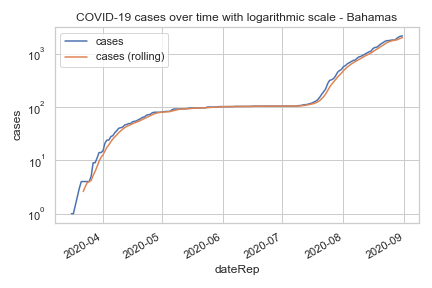 COVID-19 cases over time with logarithmic scale - Bahamas
cases
cases (rolling)
10³
10²
10¹
10⁰
cases
2020-04
2020-05
2020-06
2020-07
2020-08
2020-09
dateRep